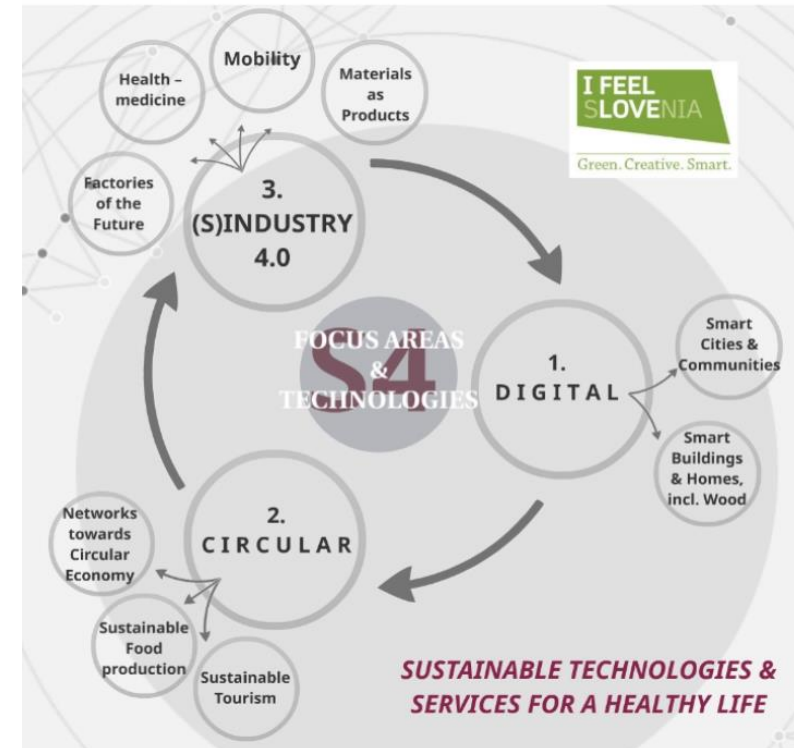 Mobility
Health –
medicine
Materials
as
Products
I FEEL
SLOVENIA
Green. Creative. Smart.
Factories
of the
Future
3.
(S)INDUSTRY
4.0
S4
FOCUS AREAS
&
TECHNOLOGIES
1.
DIGITAL
Smart
Cities &
Communities
Smart
Buildings
& Homes,
incl. Wood
2.
CIRCULAR
Networks
towards
Circular
Economy
Sustainable
Food
production
Sustainable
Tourism
SUSTAINABLE TECHNOLOGIES &
SERVICES FOR A HEALTHY LIFE